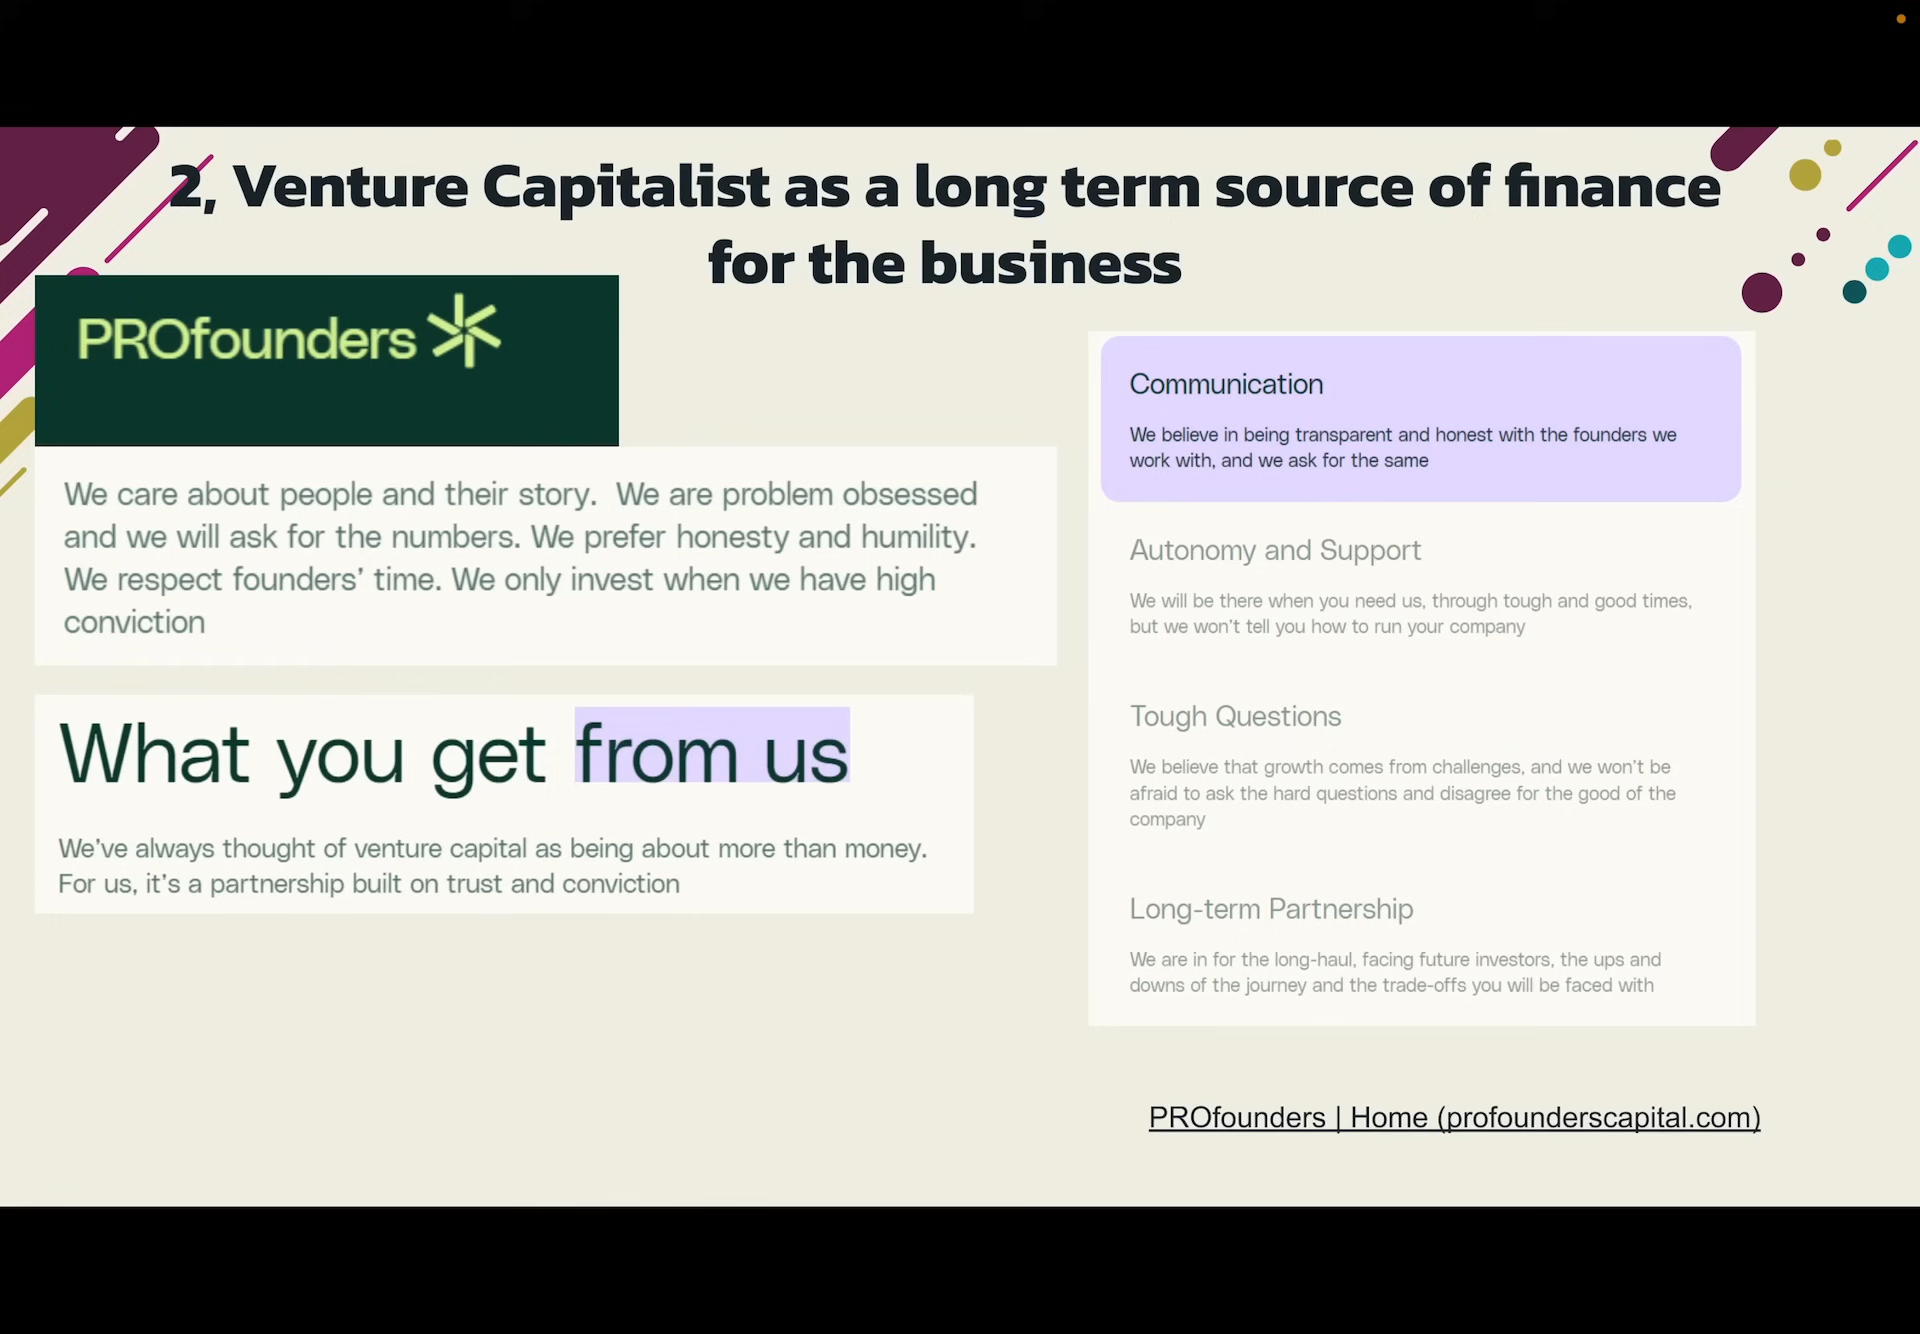 2, Venture Capitalist as a long term source of finance
for the business
PROfounders
We care about people and their story.  We are problem obsessed
and we will ask for the numbers. We prefer honesty and humility.
We respect founders’ time. We only invest when we have high
conviction
What you get from us
We’ve always thought of venture capital as being about more than money.
For us, it’s a partnership built on trust and conviction
Communication
We believe in being transparent and honest with the founders we
work with, and we ask for the same
Autonomy and Support
We will be there when you need us, through tough and good times,
but we won’t tell you how to run your company
Tough Questions
We believe that growth comes from challenges, and we won’t be
afraid to ask the hard questions and disagree for the good of the
company
Long-term Partnership
We are in for the long-haul, facing future investors, the ups and
downs of the journey and the trade-offs you will be faced with
PROfounders | Home (profounderscapital.com)